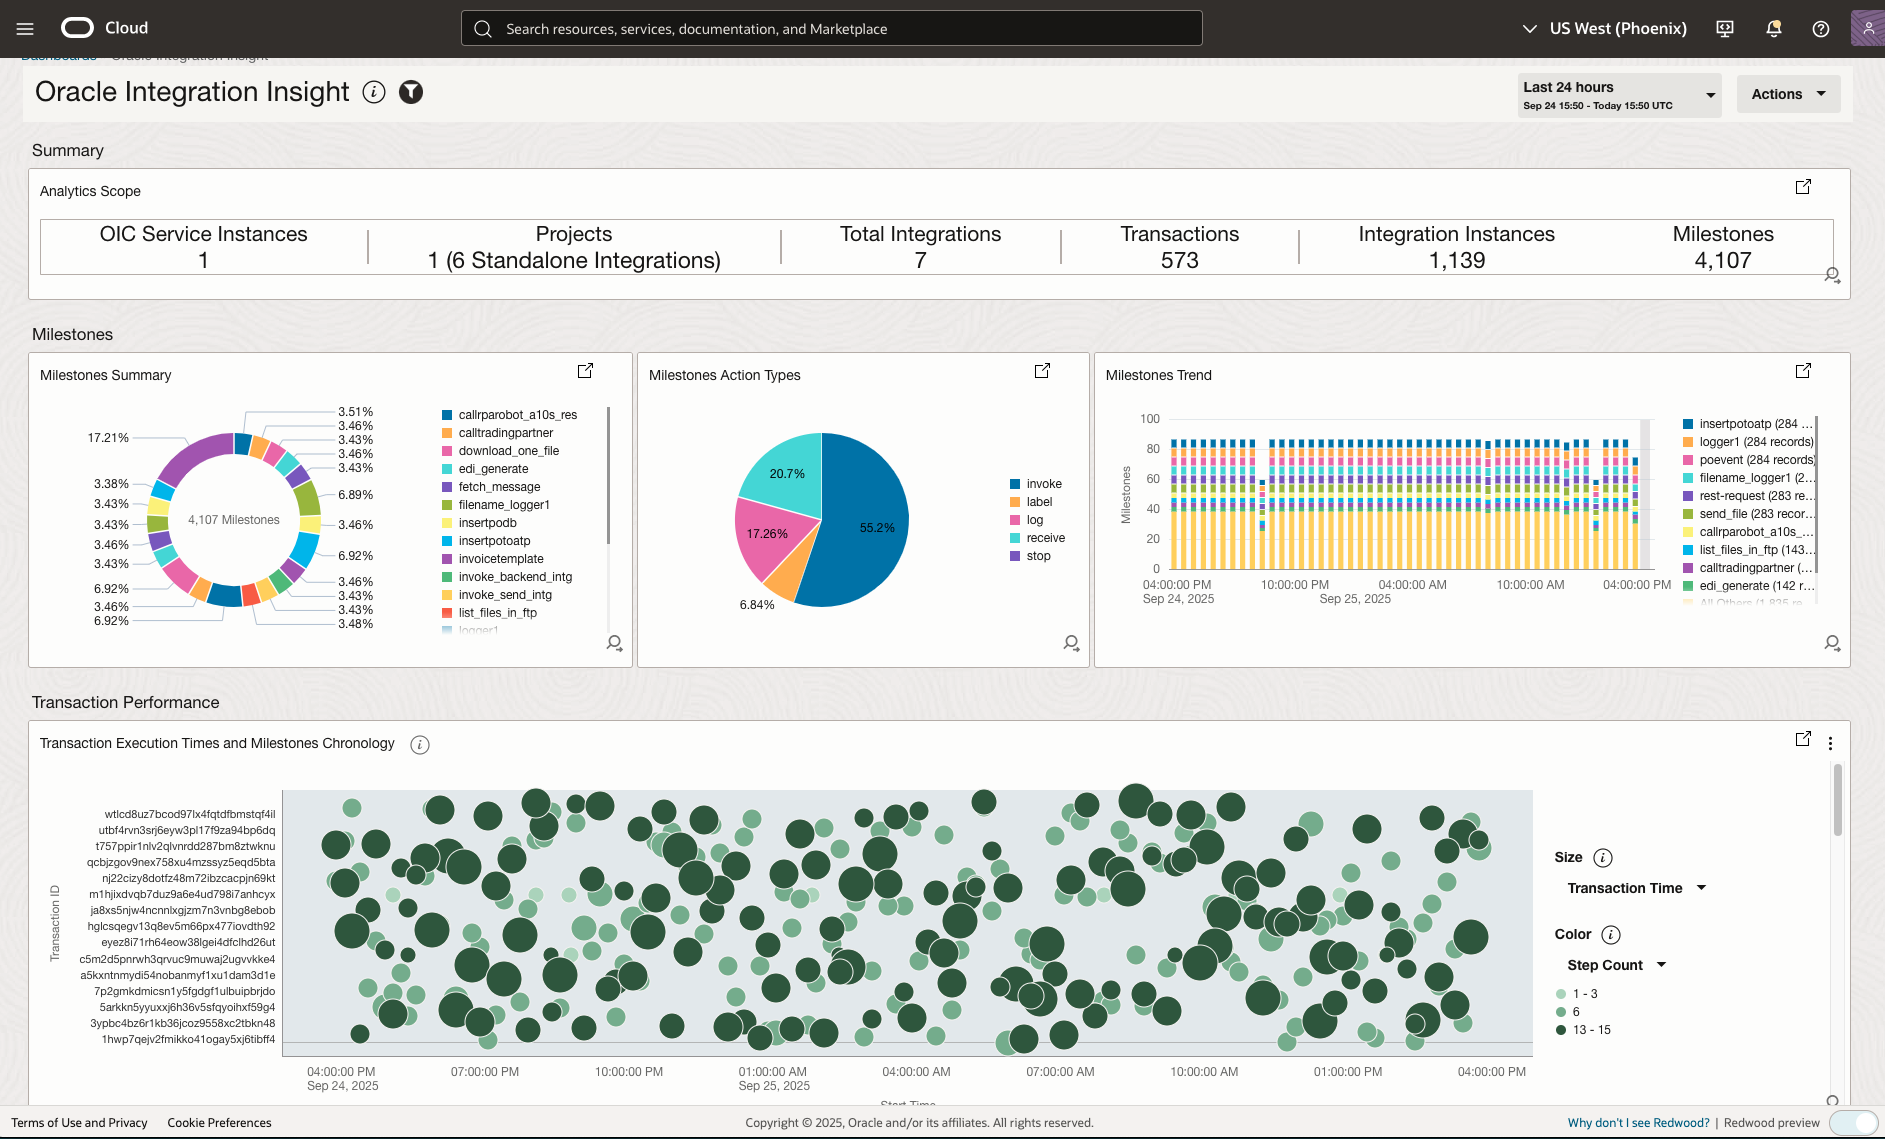 Cloud
Search resources, services, documentation, and Marketplace
US West (Phoenix)
Oracle Integration Insight
Last 24 hours
Sep 24 15:50 - Today 15:50 UTC
Actions
Summary
Analytics Scope
OIC Service Instances
1
Projects
1 (6 Standalone Integrations)
Total Integrations
7
Transactions
573
Integration Instances
1,139
Milestones
4,107
Milestones
Milestones Summary
17.21%
3.38%
3.43%
3.43%
3.46%
3.43%
6.92%
3.46%
6.92%
3.51%
3.46%
3.43%
3.46%
3.43%
6.89%
3.46%
6.92%
3.46%
3.43%
3.43%
3.48%
4,107 Milestones
callrparobot_a10s_res
calltradingpartner
download_one_file
edi_generate
fetch_message
filename_logger1
insertpodb
insertpotoatp
invoicetemplate
invoke_backend_intg
invoke_send_intg
list_files_in_ftp
logger1
Milestones Action Types
20.7%
17.26%
55.2%
6.84%
invoke
label
log
receive
stop
Milestones Trend
Milestones
100
80
60
40
20
0
04:00:00 PM
Sep 24, 2025
10:00:00 PM
04:00:00 AM
Sep 25, 2025
10:00:00 AM
04:00:00 PM
insertpotoatp (284 ...
logger1 (284 records)
poevent (284 records)
filename_logger1 (2...
rest-request (283 re...
send_file (283 recor...
callrparobot_a10s_...
list_files_in_ftp (143...
calltradingpartner (...
edi_generate (142 r...
All Others (1,835 re...
Transaction Performance
Transaction Execution Times and Milestones Chronology
Transaction ID
wtlcd8uz7bcod97lx4fqtdfbmstqf4il
utbf4rvn3srj6eyw3pl17f9za94bp6dq
t757ppir1nlv2qlvnrdd287bm8ztwknu
qcbjzgov9nex758xu4mzssyz5eqd5bta
nj22cizy8dotfz48m72ibzcacpjn69kt
m1hjixdvqb7duz9a6e4ud798i7anhcyx
ja8xs5njw4ncnnlxgjzm7n3vnbg8ebob
hglcsqegv13q8ev5m66px477iovdth92
eyez8i71rh64eow38lgei4dfclhd26ut
c5m2d5pnrwh3qrvuc9muwaj2ugvvkke4
a5kxntnmydi54nobanmyf1xu1dam3d1e
7p2gmkdmicsn1y5fgdgf1ulbuipbrjdo
5arkkn5yyuxxj6h36v5sfqyoihxf59g4
3ypbc4bz6r1kb36jcoz9558xc2tbkn48
1hwp7qejv2fmikko41ogay5xj6tibff4
04:00:00 PM
Sep 24, 2025
07:00:00 PM
10:00:00 PM
01:00:00 AM
Sep 25, 2025
04:00:00 AM
07:00:00 AM
10:00:00 AM
01:00:00 PM
04:00:00 PM
Start Time
Size
Transaction Time
Color
Step Count
1 - 3
6
13 - 15
Terms of Use and Privacy
Cookie Preferences
Copyright © 2025, Oracle and/or its affiliates. All rights reserved.
Why don't I see Redwood? | Redwood preview